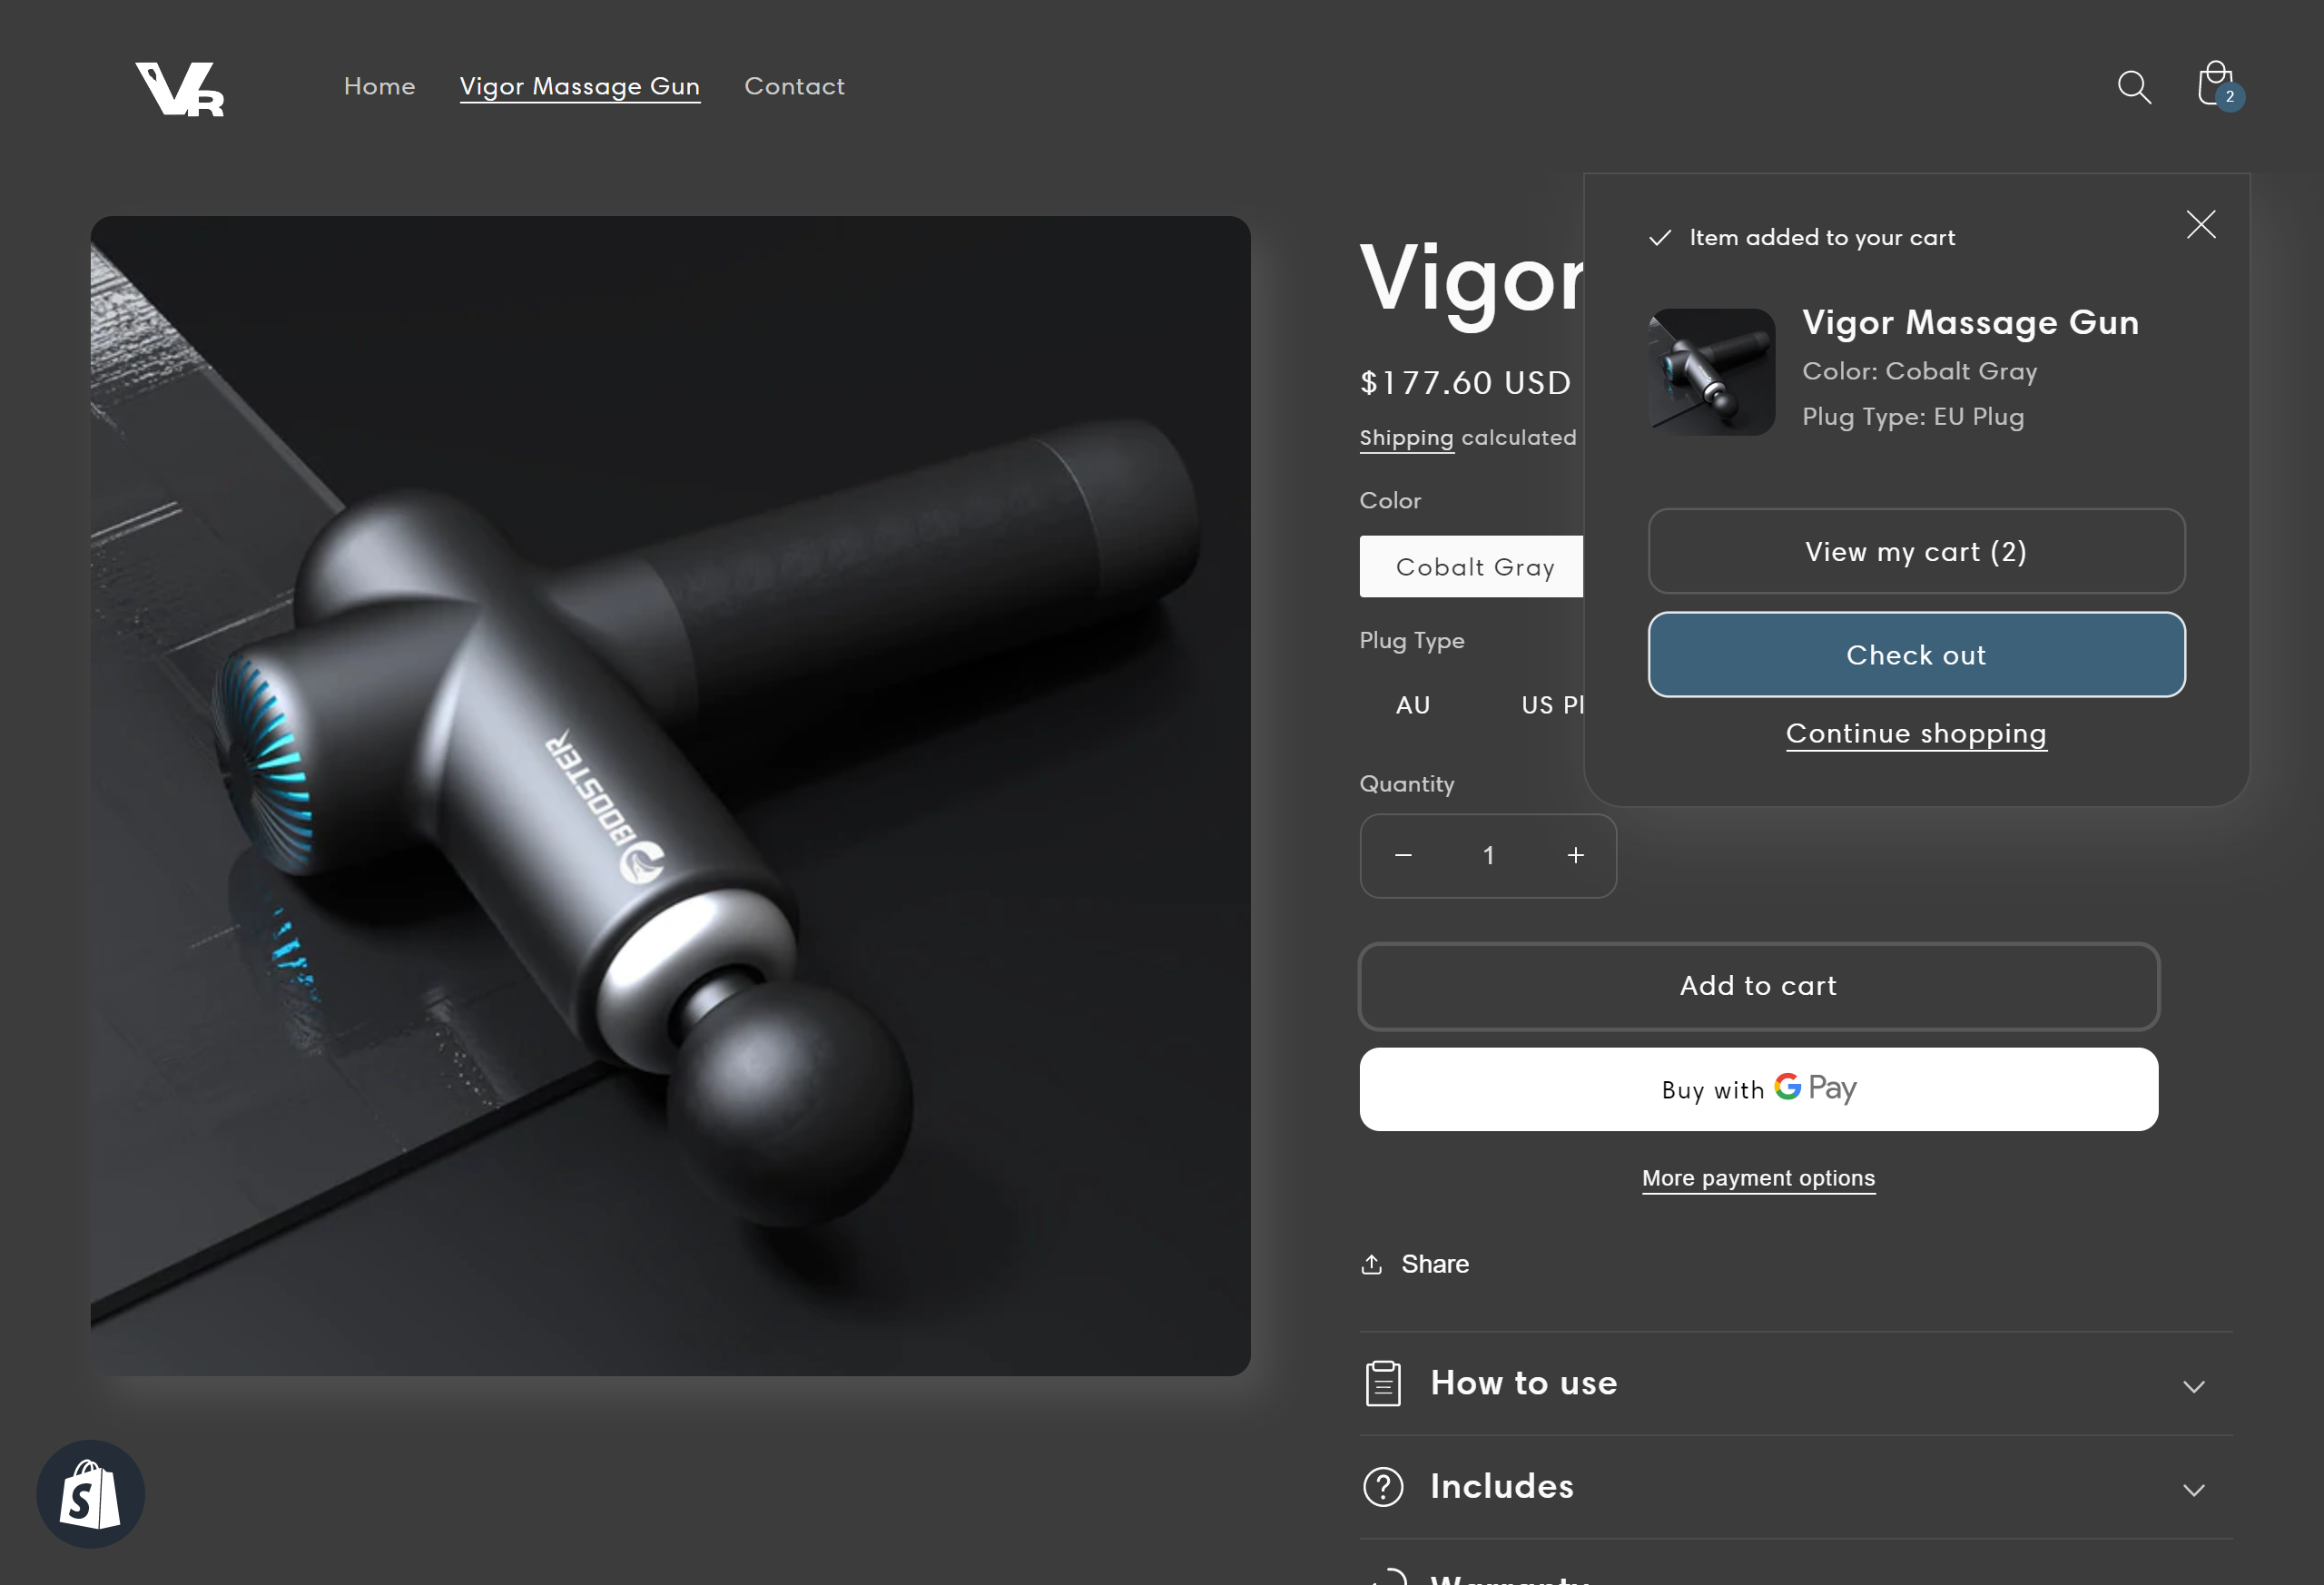 VR
Home
Vigor Massage Gun
Contact
2
Item added to your cart
Vigor Massage Gun
Color: Cobalt Gray
Plug Type: EU Plug
View my cart (2)
Check out
Continue shopping
BOOSTER
Vigor
$177.60 USD
Shipping calculated
Color
Cobalt Gray
Plug Type
AU
US Pl
Quantity
1
Add to cart
Buy with G Pay
More payment options
Share
How to use
Includes
Warranty
S